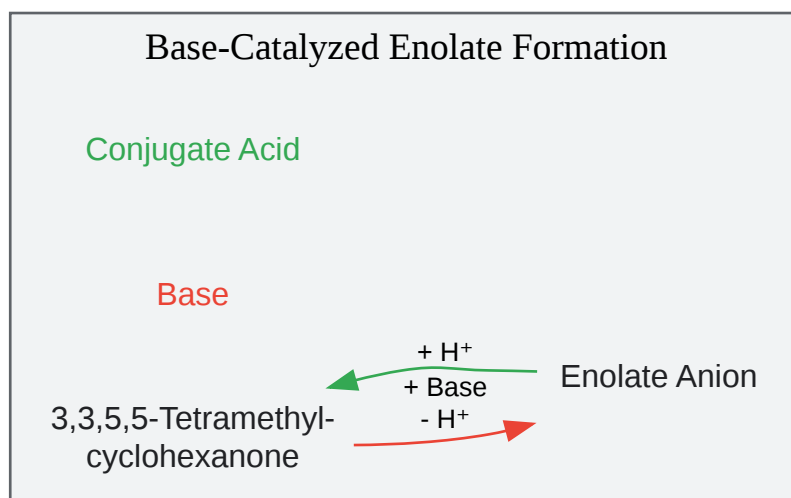 Base-Catalyzed Enolate Formation
Conjugate Acid
Base
+ H⁺
+ Base
- H⁺
Enolate Anion
3,3,5,5-Tetramethyl-
cyclohexanone